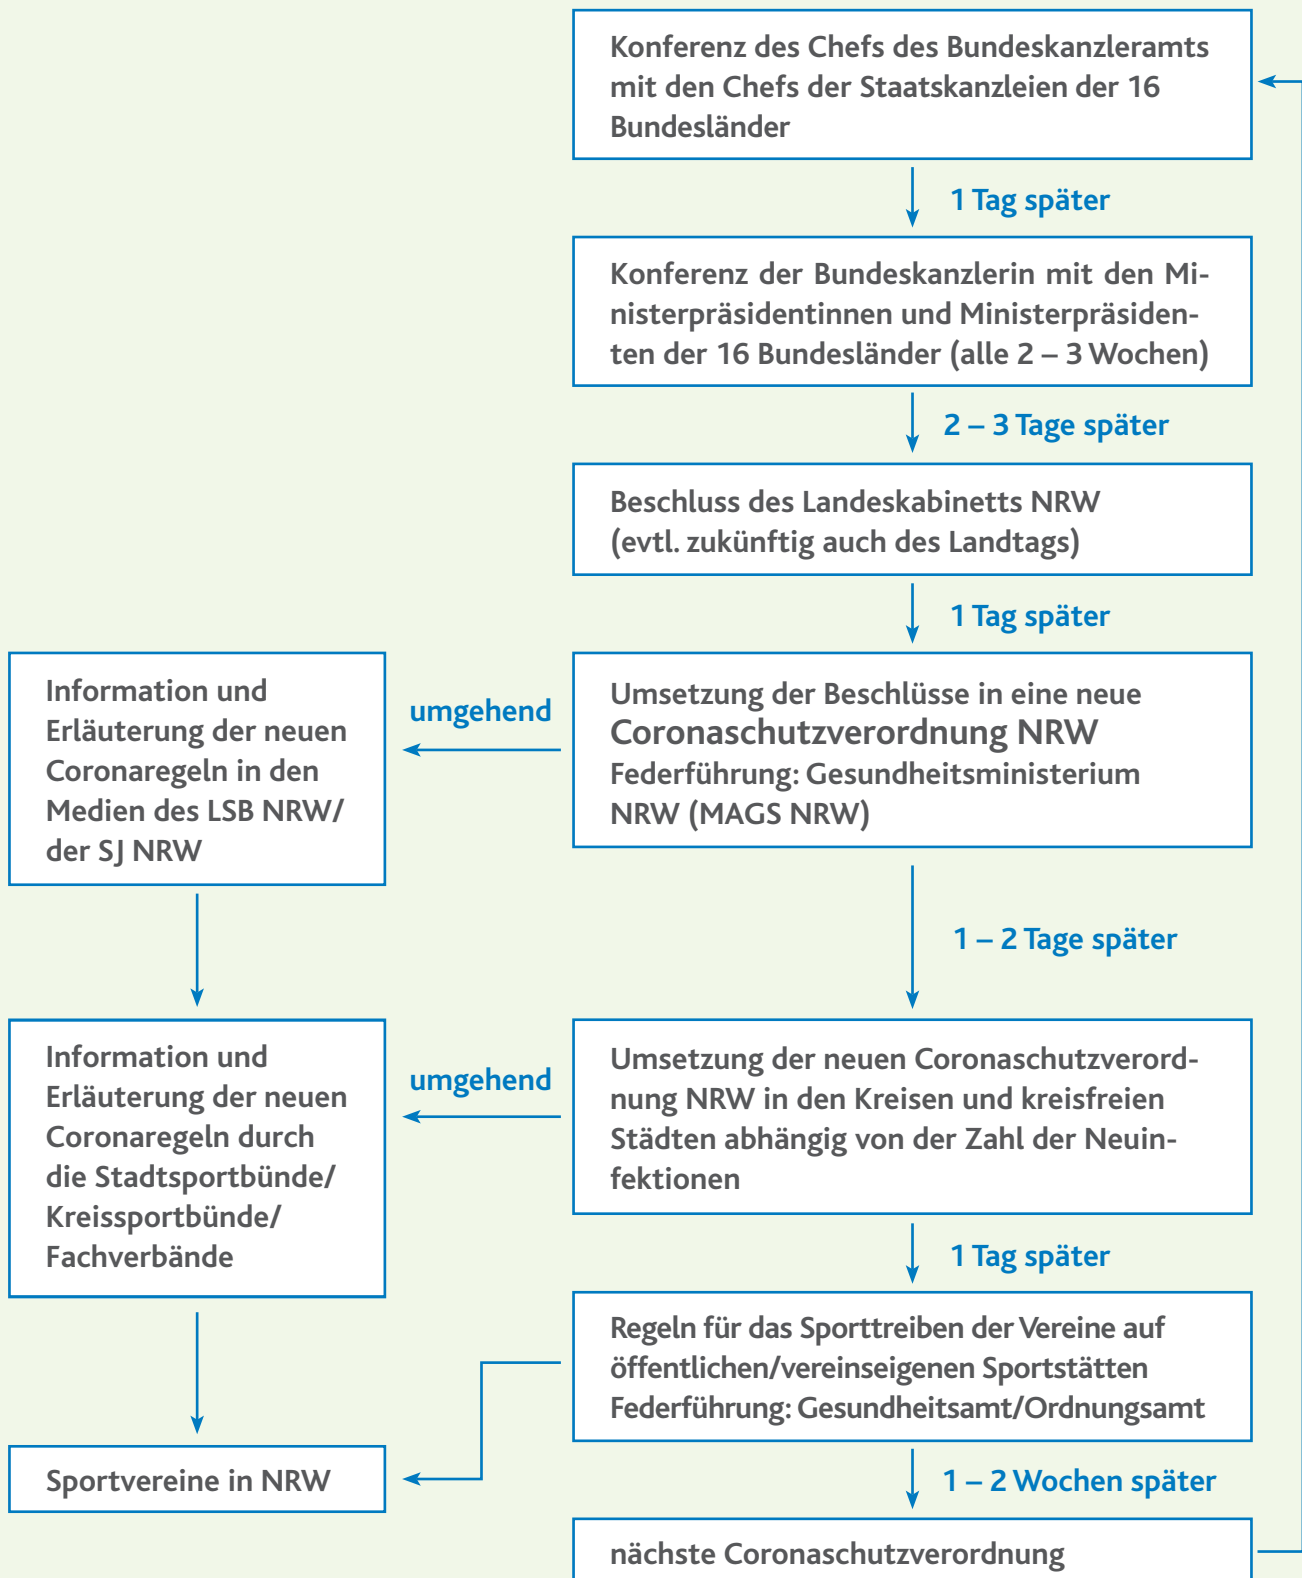 Konferenz des Chefs des Bundeskanzleramts
mit den Chefs der Staatskanzleien der 16
Bundesländer
1 Tag später
Konferenz der Bundeskanzlerin mit den Mi-
nisterpräsidentinnen und Ministerpräsiden-
ten der 16 Bundesländer (alle 2 – 3 Wochen)
2 – 3 Tage später
Beschluss des Landeskabinetts NRW
(evtl. zukünftig auch des Landtags)
1 Tag später
Umsetzung der Beschlüsse in eine neue
Coronaschutzverordnung NRW
Federführung: Gesundheitsministerium
NRW (MAGS NRW)
umgehend
Information und
Erläuterung der neuen
Coronaregeln in den
Medien des LSB NRW/
der SJ NRW
1 – 2 Tage später
Umsetzung der neuen Coronaschutzverord-
nung NRW in den Kreisen und kreisfreien
Städten abhängig von der Zahl der Neuin-
fektionen
umgehend
Information und
Erläuterung der neuen
Coronaregeln durch
die Stadtsportbünde/
Kreissportbünde/
Fachverbände
1 Tag später
Regeln für das Sporttreiben der Vereine auf
öffentlichen/vereinseigenen Sportstätten
Federführung: Gesundheitsamt/Ordnungsamt
Sportvereine in NRW
1 – 2 Wochen später
nächste Coronaschutzverordnung